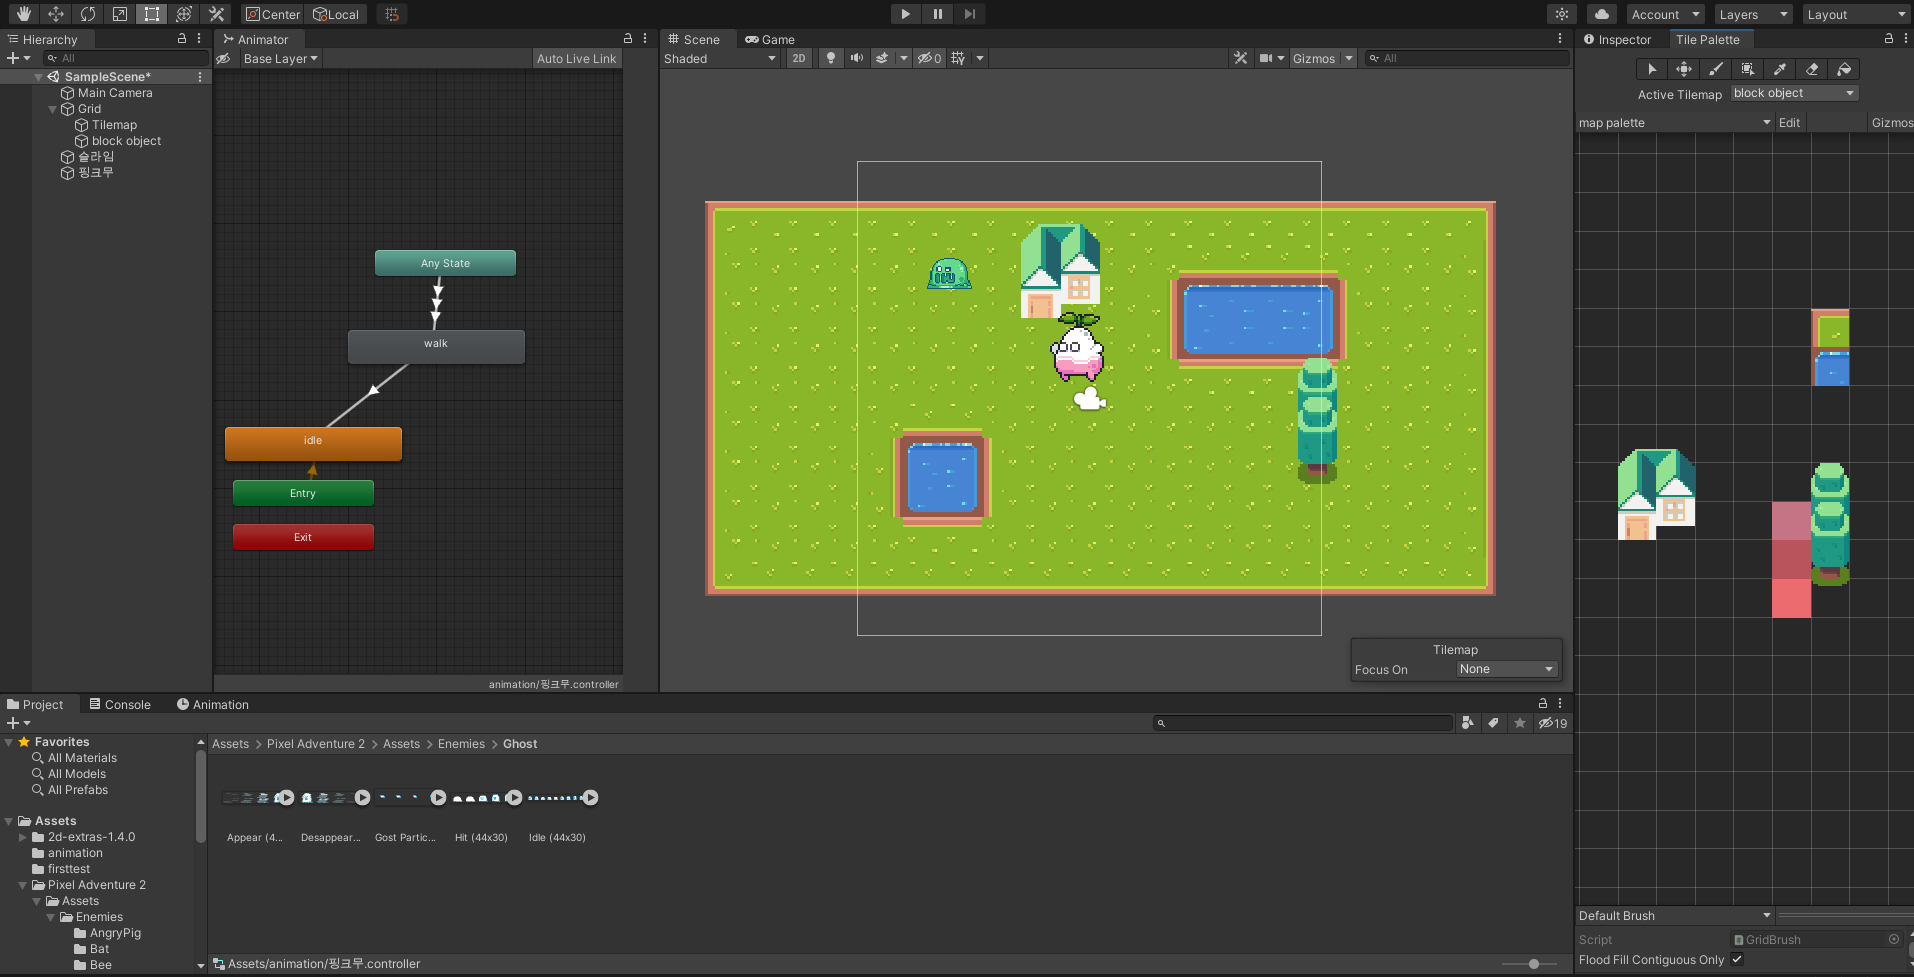 Center
Local
Account
Layers
Layout
Hierarchy
All
SampleScene*
Main Camera
Grid
Tilemap
block object
슬라임
핑크무
Animator
Base Layer
Auto Live Link
Any State
walk
idle
Entry
Exit
animation/핑크무.controller
Scene
Game
Shaded
2D
0
Gizmos
All
Tilemap
Focus On
None
Inspector
Tile Palette
Active Tilemap
block object
map palette
Edit
Gizmos
Default Brush
Script
GridBrush
Flood Fill Contiguous Only
Project
Console
Animation
19
Favorites
All Materials
All Models
All Prefabs
Assets
2d-extras-1.4.0
animation
firsttest
Pixel Adventure 2
Assets
Enemies
AngryPig
Bat
Bee
Assets > Pixel Adventure 2 > Assets > Enemies > Ghost
Appear (4...
Desappear...
Gost Partic...
Hit (44x30)
Idle (44x30)
Assets/animation/핑크무.controller